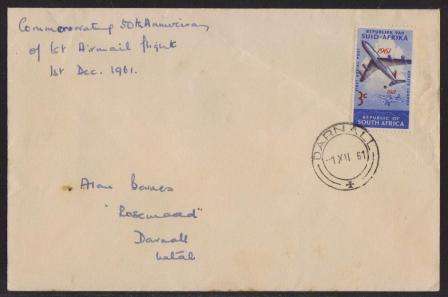 Commemorating 50th Anniversary
of 1st Airmail flight
1st Dec. 1961.
REPUBLIEK VAN
SUID-AFRIKA
1961
3c
REPUBLIC OF
SOUTH AFRICA
DARNALL
-1 XII 61
Alan Barnes
"Rosemead"
Darnall
Natal